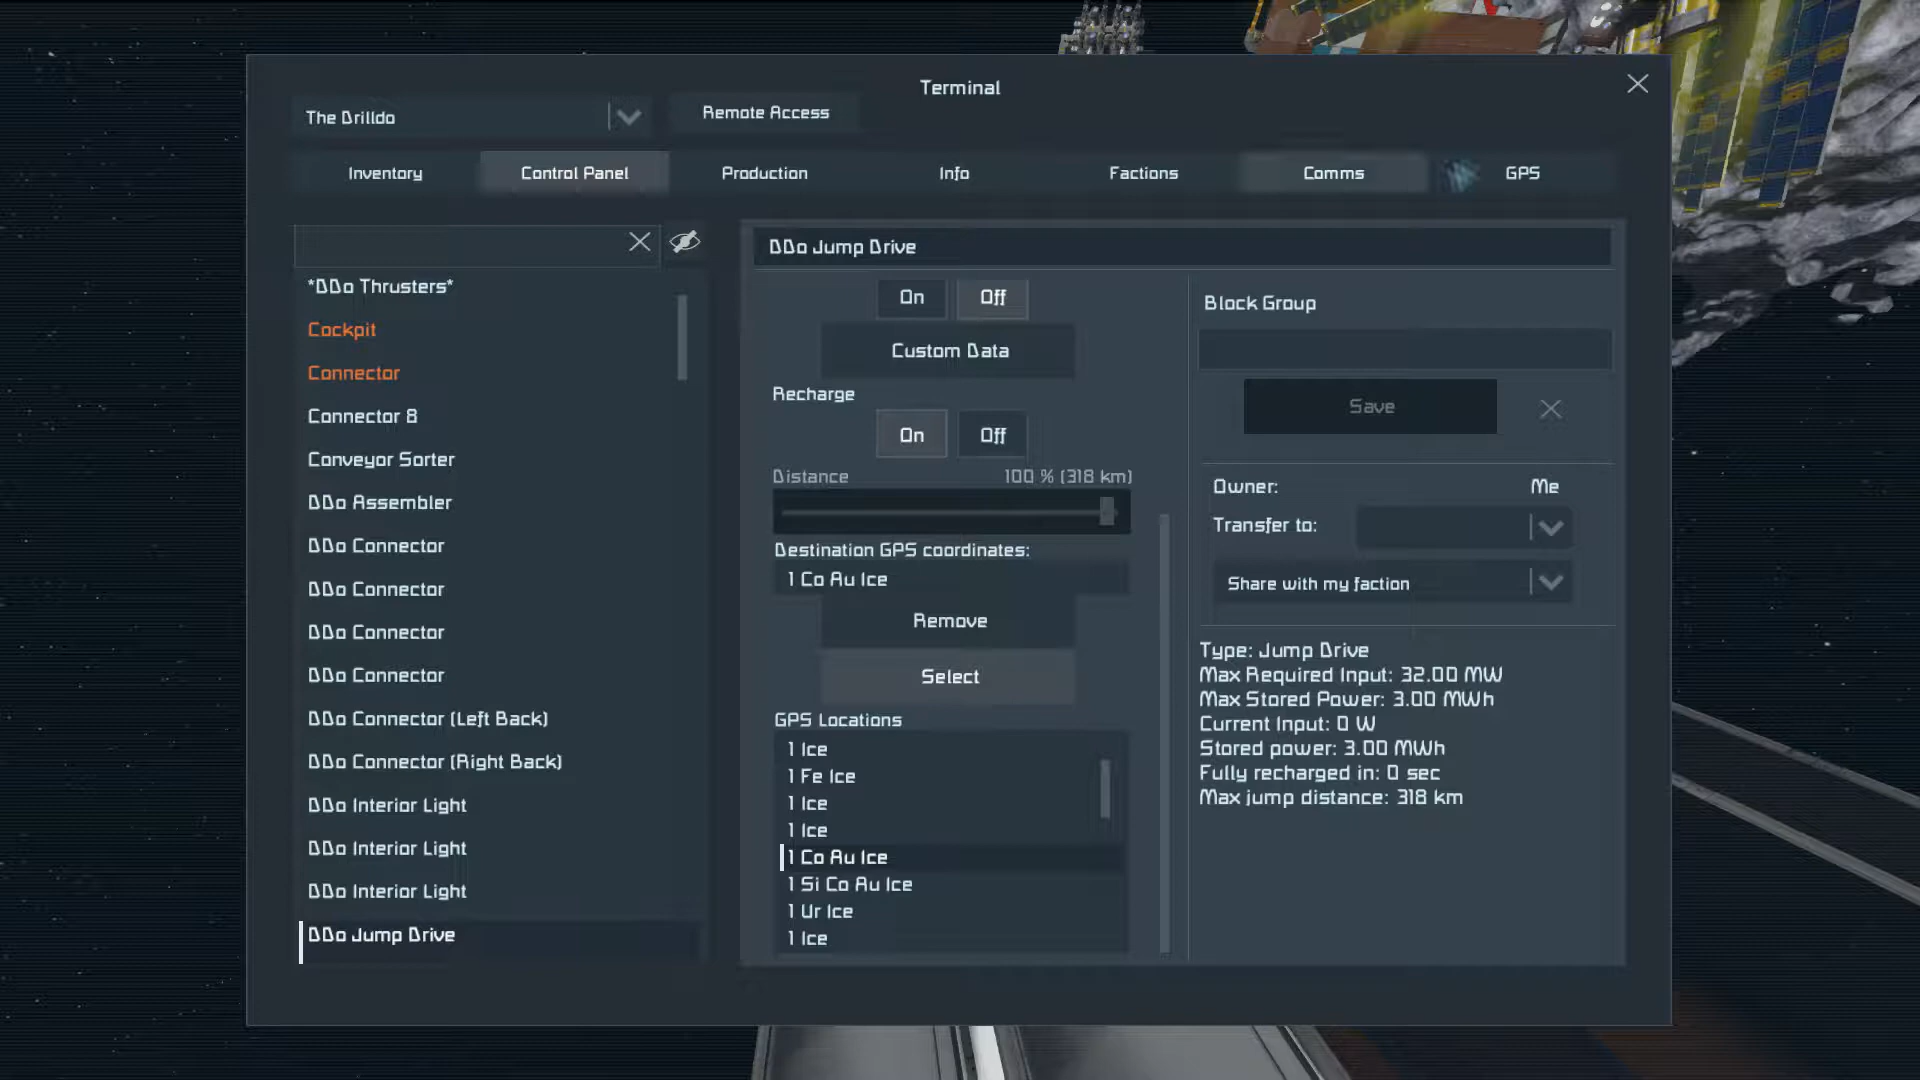 Terminal
The Drilldo
Remote Access
Inventory
Control Panel
Production
Info
Factions
Comms
GPS
*DDo Thrusters*
Cockpit
Connector
Connector 8
Conveyor Sorter
DDo Assembler
DDo Connector
DDo Connector
DDo Connector
DDo Connector
DDo Connector (Left Back)
DDo Connector (Right Back)
DDo Interior Light
DDo Interior Light
DDo Interior Light
DDo Jump Drive
DDo Jump Drive
On Off
Custom Data
Recharge
On Off
Distance 100 % (318 km)
Destination GPS coordinates:
1 Co Au Ice
Remove
Select
GPS Locations
1 Ice
1 Fe Ice
1 Ice
1 Ice
1 Co Au Ice
1 Si Co Au Ice
1 Ur Ice
1 Ice
Block Group
Save
Owner: Me
Transfer to:
Share with my faction
Type: Jump Drive
Max Required Input: 32.00 MW
Max Stored Power: 3.00 MWh
Current Input: 0 W
Stored power: 3.00 MWh
Fully recharged in: 0 sec
Max jump distance: 318 km